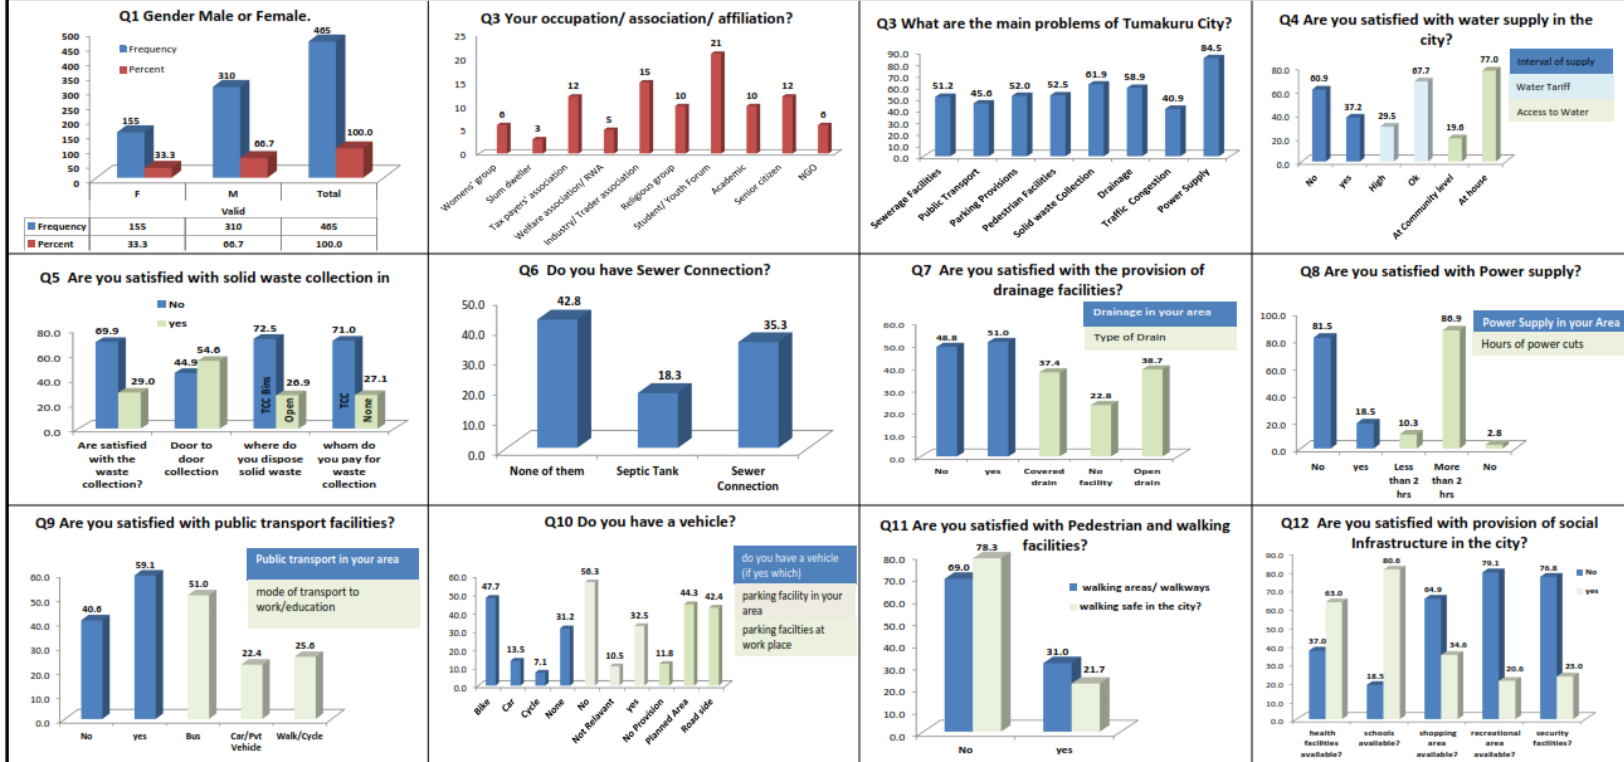 Q1 Gender Male or Female.
500
450
400
350
300
250
200
150
100
50
0
Frequency
Percent
155
33.3
310
66.7
465
100.0
F M Total
Valid
Frequency 155 310 465
Percent 33.3 66.7 100.0
Q3 Your occupation/ association/ affiliation?
25
20
15
10
5
0
6
3
12
5
15
10
21
10
12
6
Womens' group
Slum dweller
Tax payers' association
Welfare association/ RWA
Industry/ Trader association
Religious group
Student/ Youth Forum
Academic
Senior citizen
NGO
Q3 What are the main problems of Tumakuru City?
90.0
80.0
70.0
60.0
50.0
40.0
30.0
20.0
10.0
0.0
51.2
45.6
52.0
52.5
61.9
58.9
40.9
84.5
Sewerage Facilities
Public Transport
Parking Provisions
Pedestrian Facilities
Solid waste Collection
Drainage
Traffic Congestion
Power Supply
Q4 Are you satisfied with water supply in the
city?
Interval of supply
Water Tariff
Access to Water
80.0
60.0
40.0
20.0
0.0
60.9
37.2
29.5
67.7
19.6
77.0
No
yes
High
Ok
At Community level
At house
Q5 Are you satisfied with solid waste collection in
No
yes
80.0
60.0
40.0
20.0
0.0
69.9
29.0
44.9
54.6
72.5
26.9
71.0
27.1
TCC Bins
Open
TCC
None
Are satisfied
with the
waste
collection?
Door to
door
collection
where do
you dispose
solid waste
whom do
you pay for
waste
collection
Q6 Do you have Sewer Connection?
50.0
40.0
30.0
20.0
10.0
0.0
42.8
18.3
35.3
None of them
Septic Tank
Sewer
Connection
Q7 Are you satisfied with the provision of
drainage facilities?
Drainage in your area
Type of Drain
60.0
50.0
40.0
30.0
20.0
10.0
0.0
48.8
51.0
37.4
22.8
38.7
No
yes
Covered
drain
No
facility
Open
drain
Q8 Are you satisfied with Power supply?
Power Supply in your Area
Hours of power cuts
100.0
80.0
60.0
40.0
20.0
0.0
81.5
18.5
10.3
86.9
2.8
No
yes
Less
than 2
hrs
More
than 2
hrs
No
Q9 Are you satisfied with public transport facilities?
Public transport in your area
mode of transport to
work/education
60.0
50.0
40.0
30.0
20.0
10.0
0.0
40.6
59.1
51.0
22.4
25.6
No
yes
Bus
Car/Pvt
Vehicle
Walk/Cycle
Q10 Do you have a vehicle?
do you have a vehicle
(if yes which)
parking facility in your
area
parking facilties at
work place
60.0
50.0
40.0
30.0
20.0
10.0
0.0
47.7
13.5
7.1
31.2
56.3
10.5
32.5
11.8
44.3
42.4
Bike
Car
Cycle
None
No
Not Relavant
yes
No Provision
Planned Area
Road side
Q11 Are you satisfied with Pedestrian and walking
facilities?
walking areas/ walkways
walking safe in the city?
80.0
70.0
60.0
50.0
40.0
30.0
20.0
10.0
0.0
69.0
78.3
31.0
21.7
No
yes
Q12 Are you satisfied with provision of social
Infrastructure in the city?
No
yes
90.0
80.0
70.0
60.0
50.0
40.0
30.0
20.0
10.0
0.0
37.0
63.0
18.5
80.6
64.9
34.6
79.1
20.6
76.8
23.0
health
facilities
available?
schools
available?
shopping
area
available?
recreational
area
available?
security
facilities?